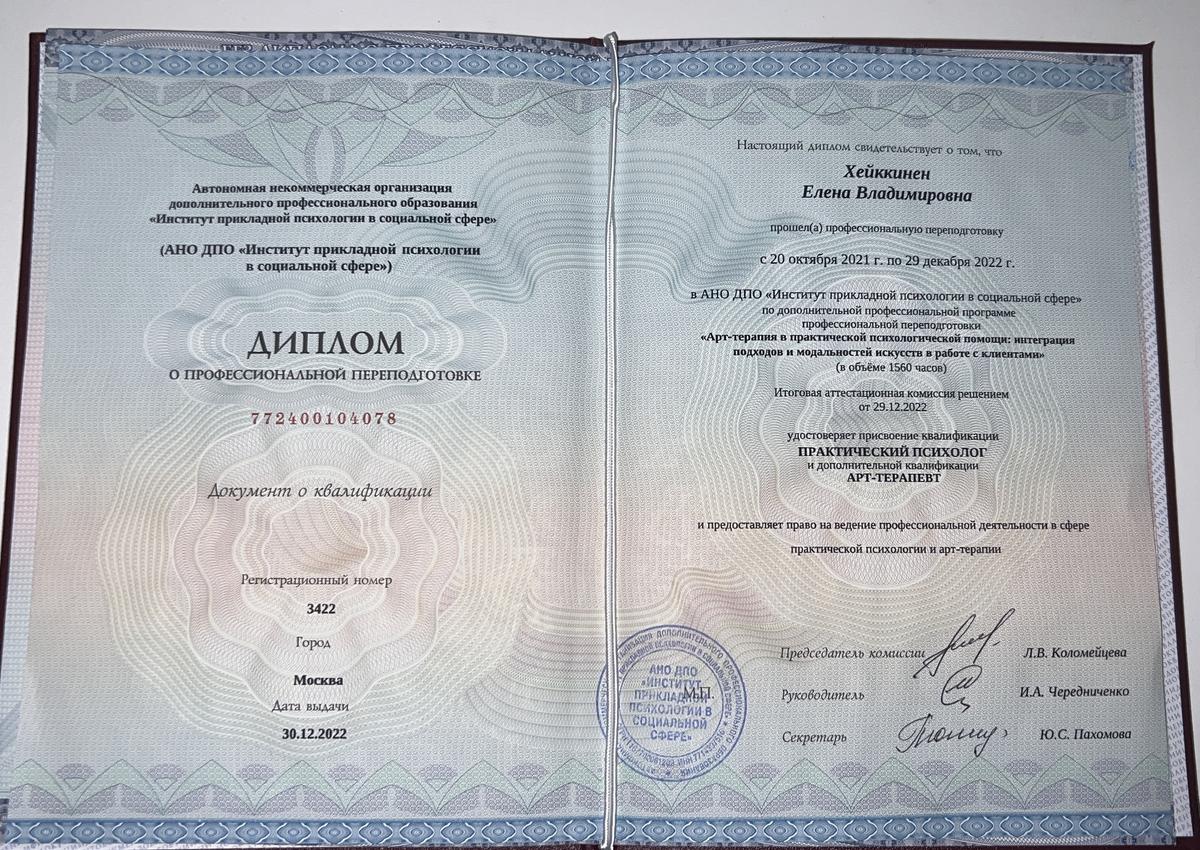 Автономная некоммерческая организация
дополнительного профессионального образования
«Институт прикладной психологии в социальной сфере»
(АНО ДПО «Институт прикладной психологии
в социальной сфере»)
ДИПЛОМ
О ПРОФЕССИОНАЛЬНОЙ ПЕРЕПОДГОТОВКЕ
772400104078
Документ о квалификации
Регистрационный номер
3422
Город
Москва
Дата выдачи
30.12.2022
Настоящий диплом свидетельствует о том, что
Хейккинен
Елена Владимировна
прошел(а) профессиональную переподготовку
с 20 октября 2021 г. по 29 декабря 2022 г.
в АНО ДПО «Институт прикладной психологии в социальной сфере»
по дополнительной профессиональной программе
профессиональной переподготовки
«Арт-терапия в практической психологической помощи: интеграция
подходов и модальностей искусств в работе с клиентами»
(в объёме 1560 часов)
Итоговая аттестационная комиссия решением
от 29.12.2022
удостоверяет присвоение квалификации
ПРАКТИЧЕСКИЙ ПСИХОЛОГ
и дополнительной квалификации
АРТ-ТЕРАПЕВТ
и предоставляет право на ведение профессиональной деятельности в сфере
практической психологии и арт-терапии
Председатель комиссии Л.В. Коломейцева
Руководитель И.А. Чередниченко
Секретарь Ю.С. Пахомова
М.П.
АНО ДПО
«ИНСТИТУТ
ПРИКЛАДНОЙ
ПСИХОЛОГИИ В
СОЦИАЛЬНОЙ
СФЕРЕ»